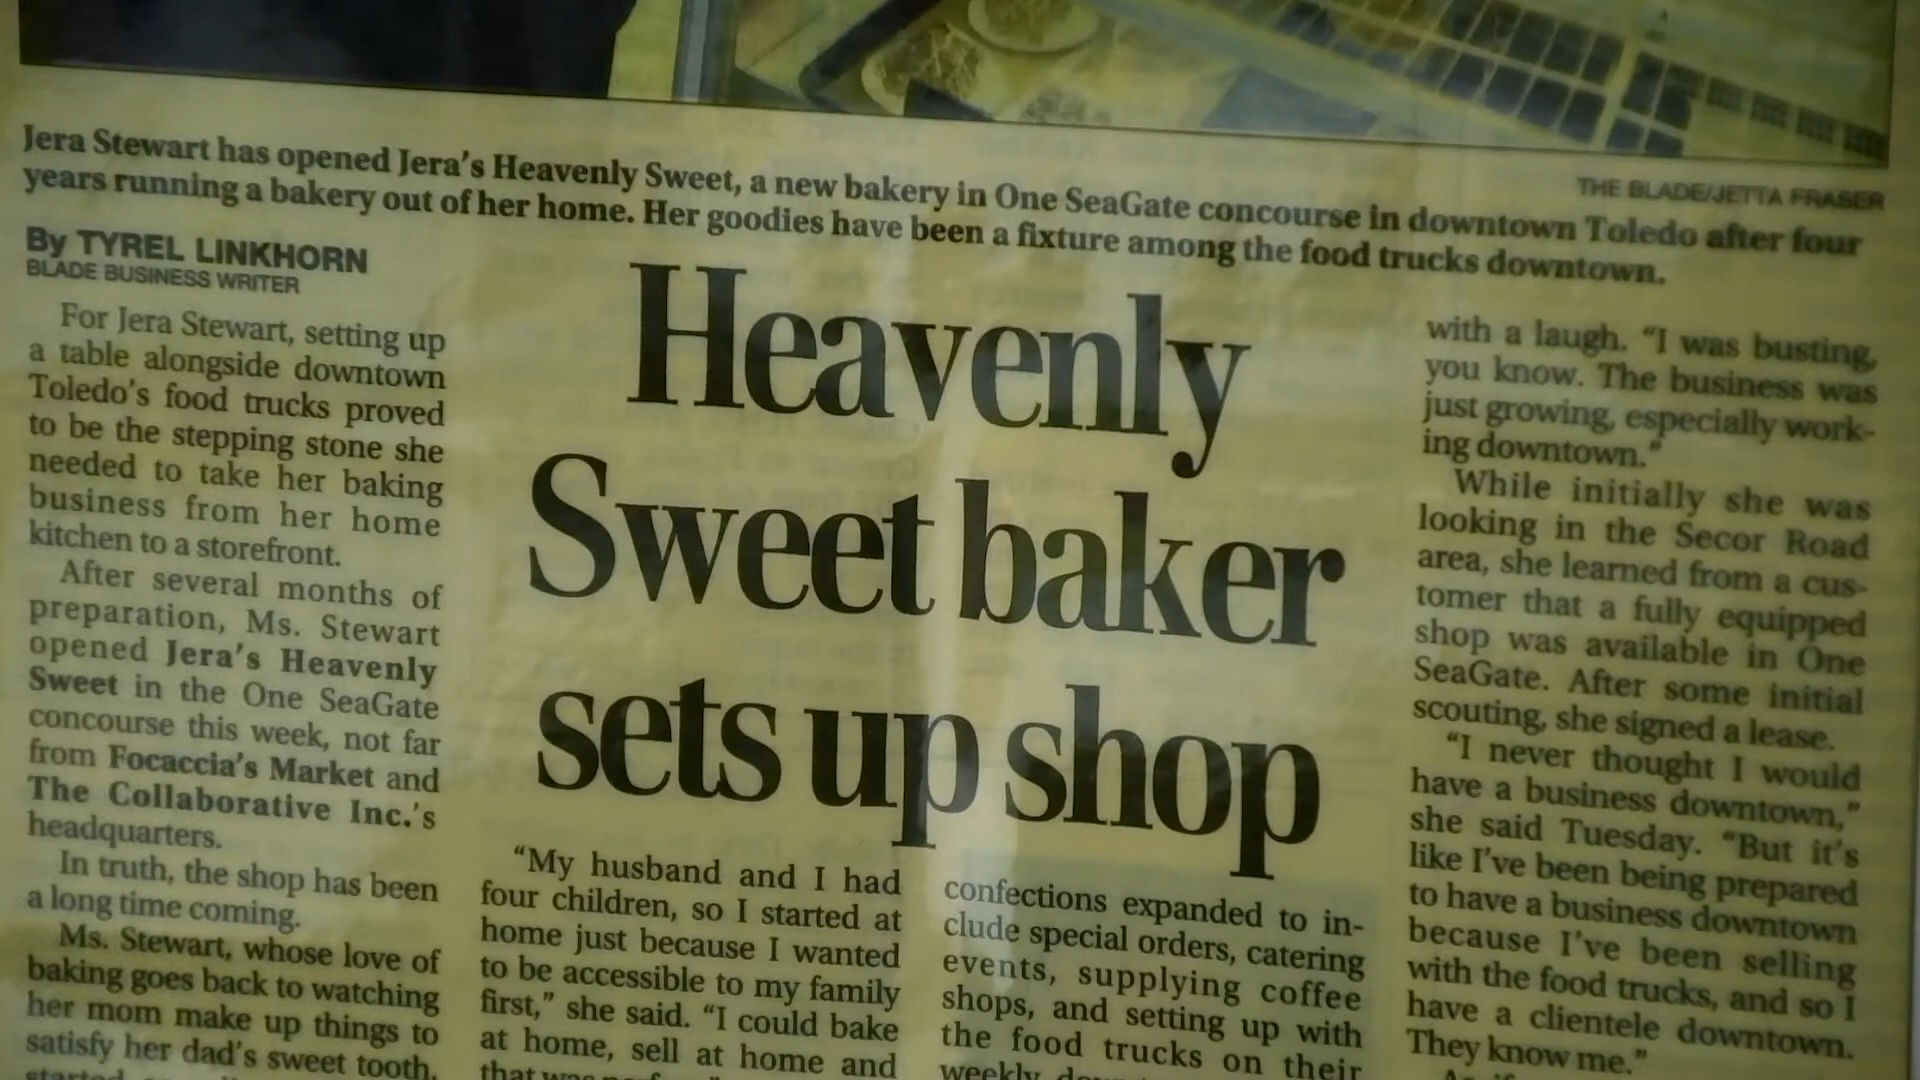 THE BLADE/JETTA FRASER
Jera Stewart has opened Jera's Heavenly Sweet, a new bakery in One SeaGate concourse in downtown Toledo after four
years running a bakery out of her home. Her goodies have been a fixture among the food trucks downtown.
By TYREL LINKHORN
BLADE BUSINESS WRITER
Heavenly
Sweet baker
sets up shop
For Jera Stewart, setting up
a table alongside downtown
Toledo's food trucks proved
to be the stepping stone she
needed to take her baking
business from her home
kitchen to a storefront.
After several months of
preparation, Ms. Stewart
opened Jera's Heavenly
Sweet in the One SeaGate
concourse this week, not far
from Focaccia's Market and
The Collaborative Inc.'s
headquarters.
In truth, the shop has been
a long time coming.
Ms. Stewart, whose love of
baking goes back to watching
her mom make up things to
satisfy her dad's sweet tooth,
started
“My husband and I had
four children, so I started at
home just because I wanted
to be accessible to my family
first,” she said. “I could bake
at home, sell at home and
that was
confections expanded to in-
clude special orders, catering
events, supplying coffee
shops, and setting up with
the food trucks on their
weekly
with a laugh. “I was busting,
you know. The business was
just growing, especially work-
ing downtown.”
While initially she was
looking in the Secor Road
area, she learned from a cus-
tomer that a fully equipped
shop was available in One
SeaGate. After some initial
scouting, she signed a lease.
“I never thought I would
have a business downtown,”
she said Tuesday. “But it's
like I've been being prepared
to have a business downtown
because I've been selling
with the food trucks, and so I
have a clientele downtown.
They know me.”